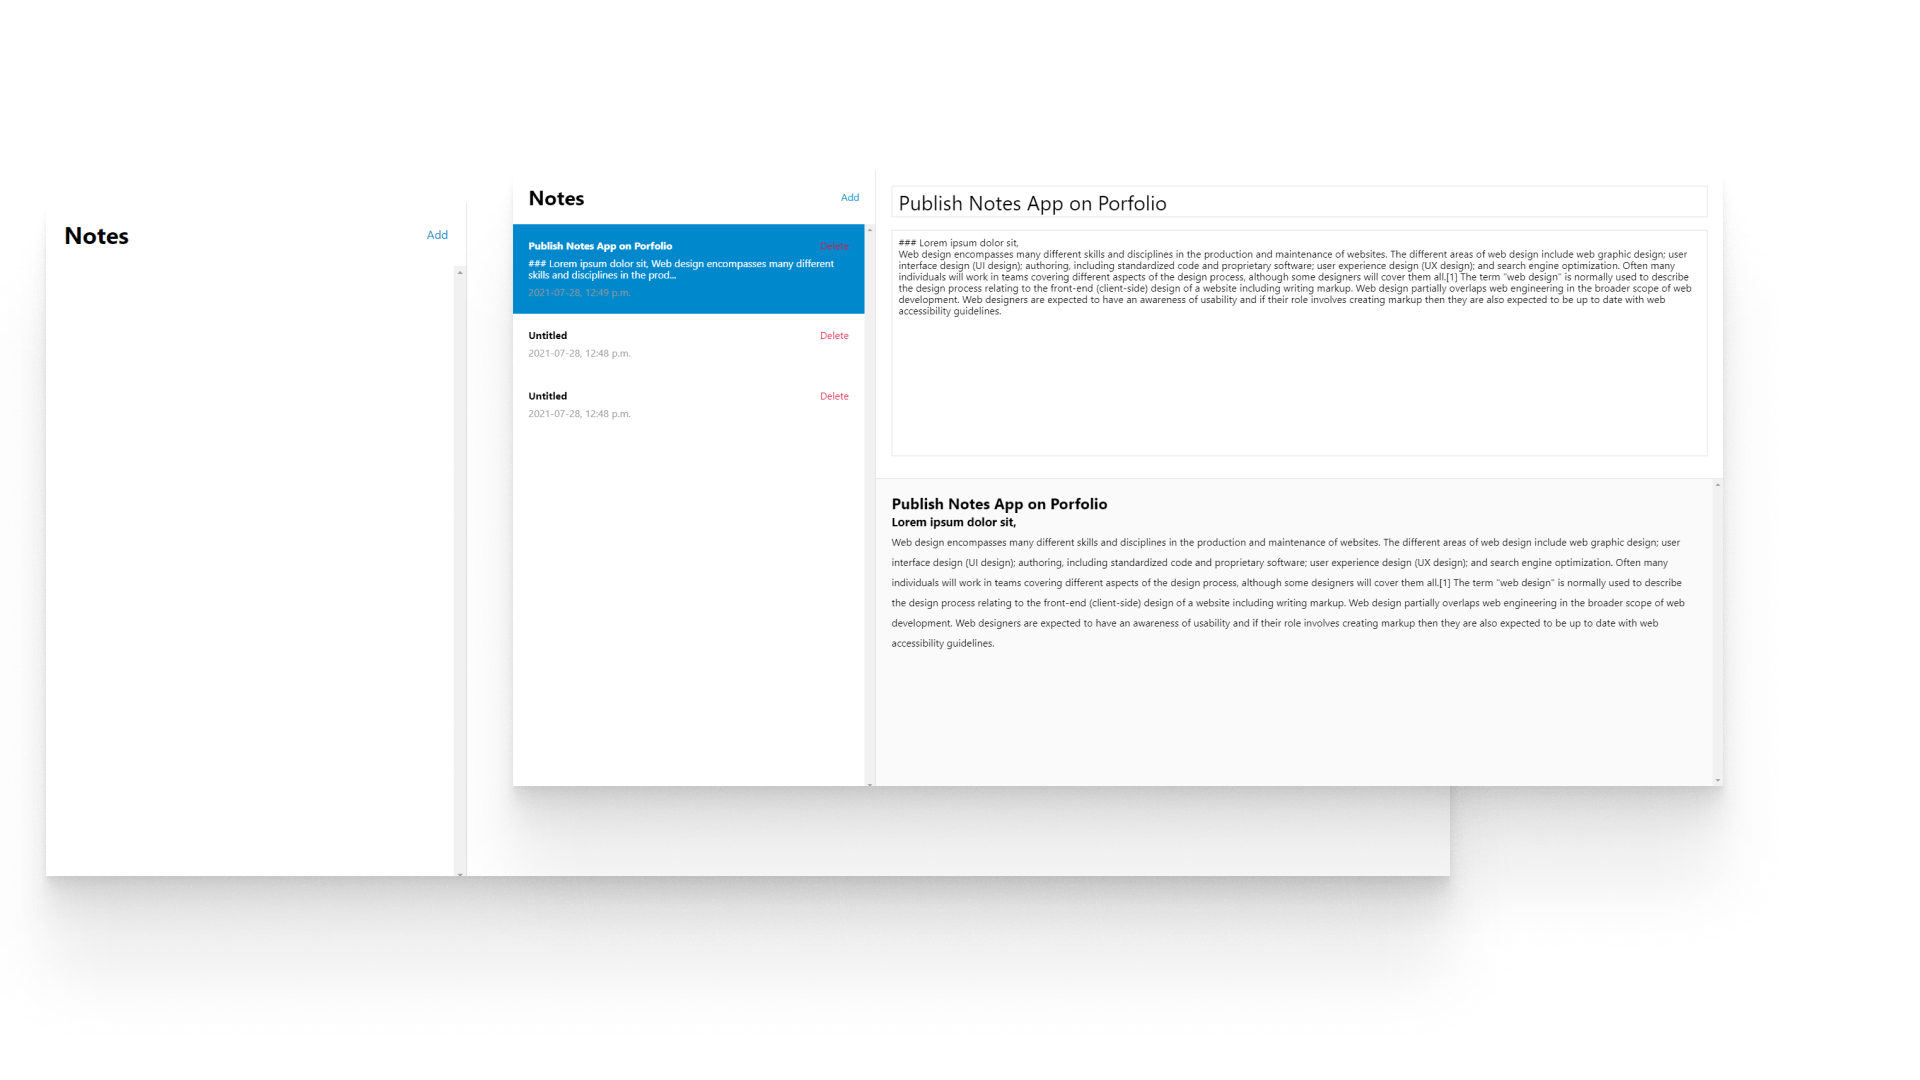 Notes
Add
Notes
Add
Publish Notes App on Porfolio
Delete
### Lorem ipsum dolor sit, Web design encompasses many different
skills and disciplines in the prod...
2021-07-28, 12:49 p.m.
Untitled
Delete
2021-07-28, 12:48 p.m.
Untitled
Delete
2021-07-28, 12:48 p.m.
Publish Notes App on Porfolio
### Lorem ipsum dolor sit,
Web design encompasses many different skills and disciplines in the production and maintenance of websites. The different areas of web design include web graphic design; user
interface design (UI design); authoring, including standardized code and proprietary software; user experience design (UX design); and search engine optimization. Often many
individuals will work in teams covering different aspects of the design process, although some designers will cover them all.[1] The term "web design" is normally used to describe
the design process relating to the front-end (client-side) design of a website including writing markup. Web design partially overlaps web engineering in the broader scope of web
development. Web designers are expected to have an awareness of usability and if their role involves creating markup then they are also expected to be up to date with web
accessibility guidelines.
Publish Notes App on Porfolio
Lorem ipsum dolor sit,
Web design encompasses many different skills and disciplines in the production and maintenance of websites. The different areas of web design include web graphic design; user
interface design (UI design); authoring, including standardized code and proprietary software; user experience design (UX design); and search engine optimization. Often many
individuals will work in teams covering different aspects of the design process, although some designers will cover them all.[1] The term "web design" is normally used to describe
the design process relating to the front-end (client-side) design of a website including writing markup. Web design partially overlaps web engineering in the broader scope of web
development. Web designers are expected to have an awareness of usability and if their role involves creating markup then they are also expected to be up to date with web
accessibility guidelines.